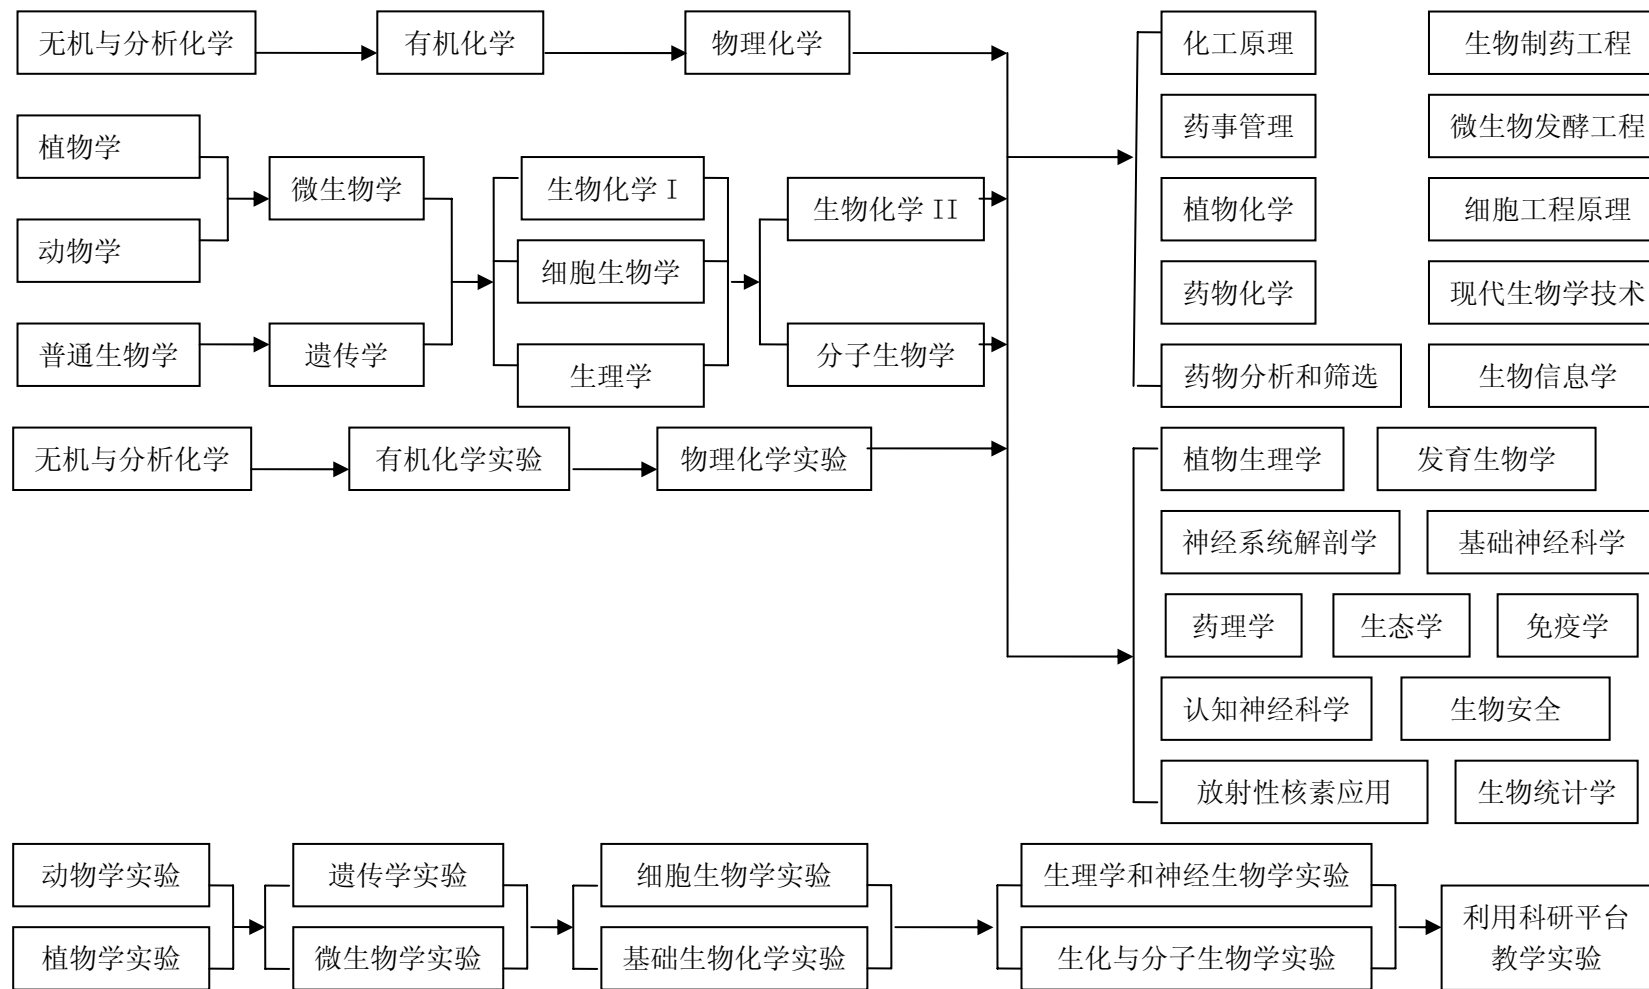 无机与分析化学
有机化学
物理化学
化工原理
生物制药工程
植物学
药事管理
微生物发酵工程
微生物学
生物化学 I
生物化学 II
植物化学
细胞工程原理
动物学
细胞生物学
药物化学
现代生物学技术
普通生物学
遗传学
生理学
分子生物学
药物分析和筛选
生物信息学
无机与分析化学
有机化学实验
物理化学实验
植物生理学
发育生物学
神经系统解剖学
基础神经科学
药理学
生态学
免疫学
认知神经科学
生物安全
放射性核素应用
生物统计学
动物学实验
遗传学实验
细胞生物学实验
生理学和神经生物学实验
植物学实验
微生物学实验
基础生物化学实验
生化与分子生物学实验
利用科研平台
教学实验